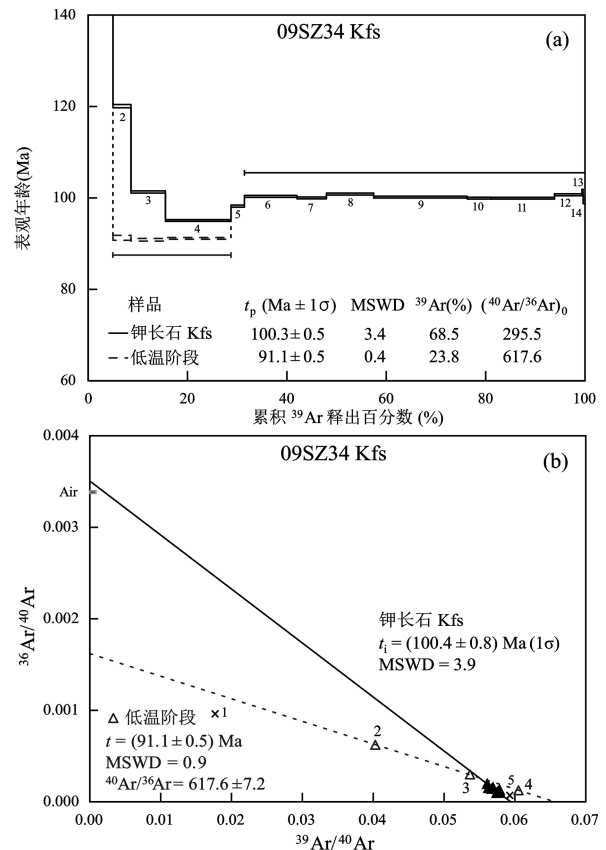 09SZ34 Kfs
(a)
140
120
100
80
60
表观年龄(Ma)
2
3
4
5
6
7
8
9
10
11
12
13
14
样品 tp (Ma ± 1σ) MSWD 39Ar(%) (40Ar/36Ar)0
钾长石 Kfs 100.3 ± 0.5 3.4 68.5 295.5
低温阶段 91.1 ± 0.5 0.4 23.8 617.6
0 20 40 60 80 100
累积 39Ar 释出百分数 (%)
09SZ34 Kfs
(b)
0.004
Air
0.003
0.002
0.001
0.000
36Ar/40Ar
钾长石 Kfs
ti = (100.4 ± 0.8) Ma (1σ)
MSWD = 3.9
低温阶段
t = (91.1 ± 0.5) Ma
MSWD = 0.9
40Ar/36Ar = 617.6 ±7.2
1
2
3
5
4
0.00 0.01 0.02 0.03 0.04 0.05 0.06 0.07
39Ar/40Ar